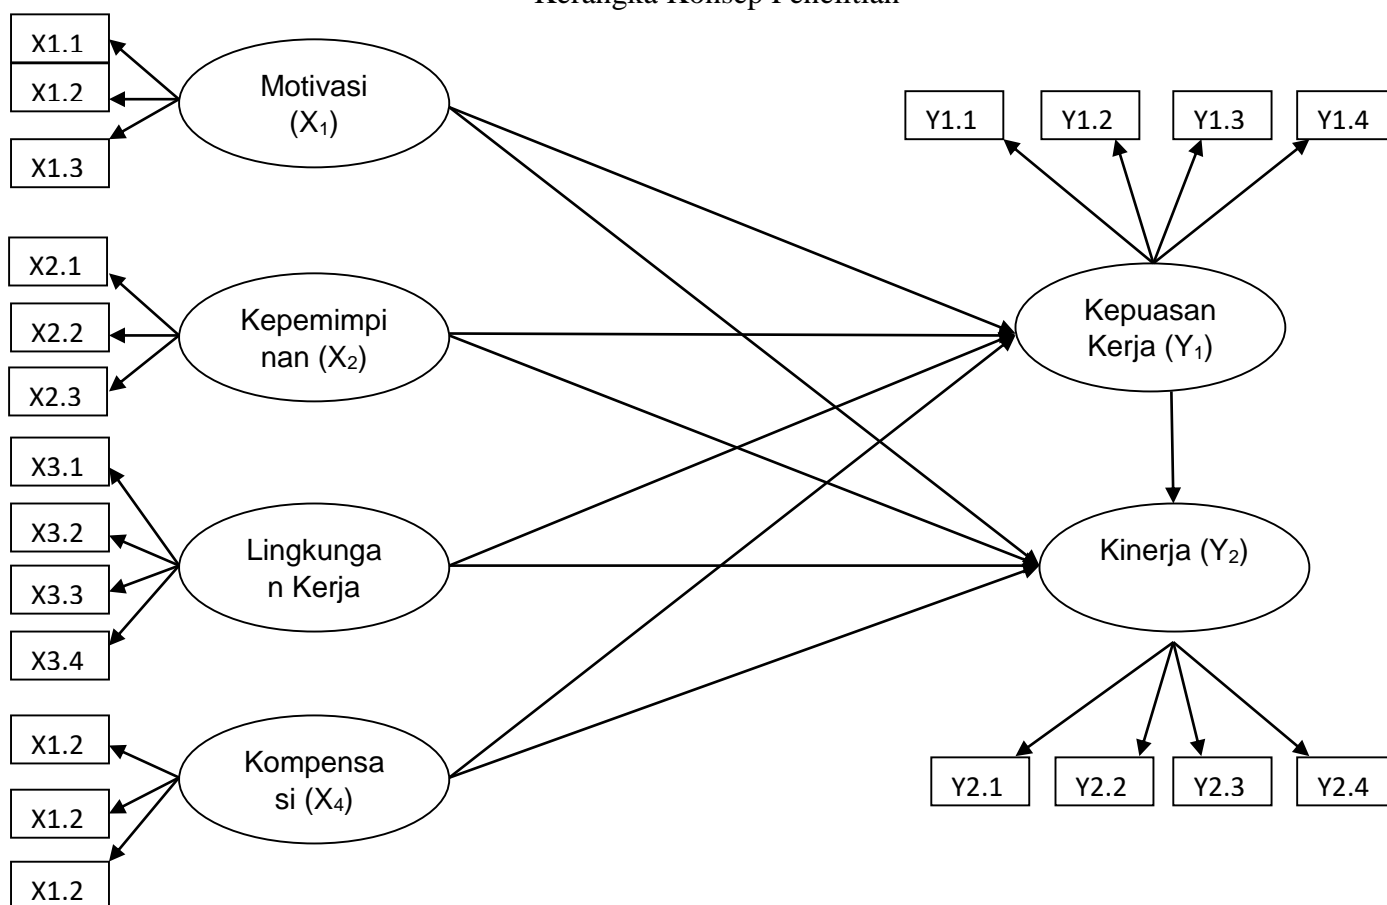 Kerangka Konsep Penelitian
X1.1
X1.2
X1.3
Motivasi
(X₁)
X2.1
X2.2
X2.3
Kepemimpi
nan (X₂)
X3.1
X3.2
X3.3
X3.4
Lingkunga
n Kerja
X1.2
X1.2
X1.2
Kompensa
si (X₄)
Y1.1
Y1.2
Y1.3
Y1.4
Kepuasan
Kerja (Y₁)
Kinerja (Y₂)
Y2.1
Y2.2
Y2.3
Y2.4